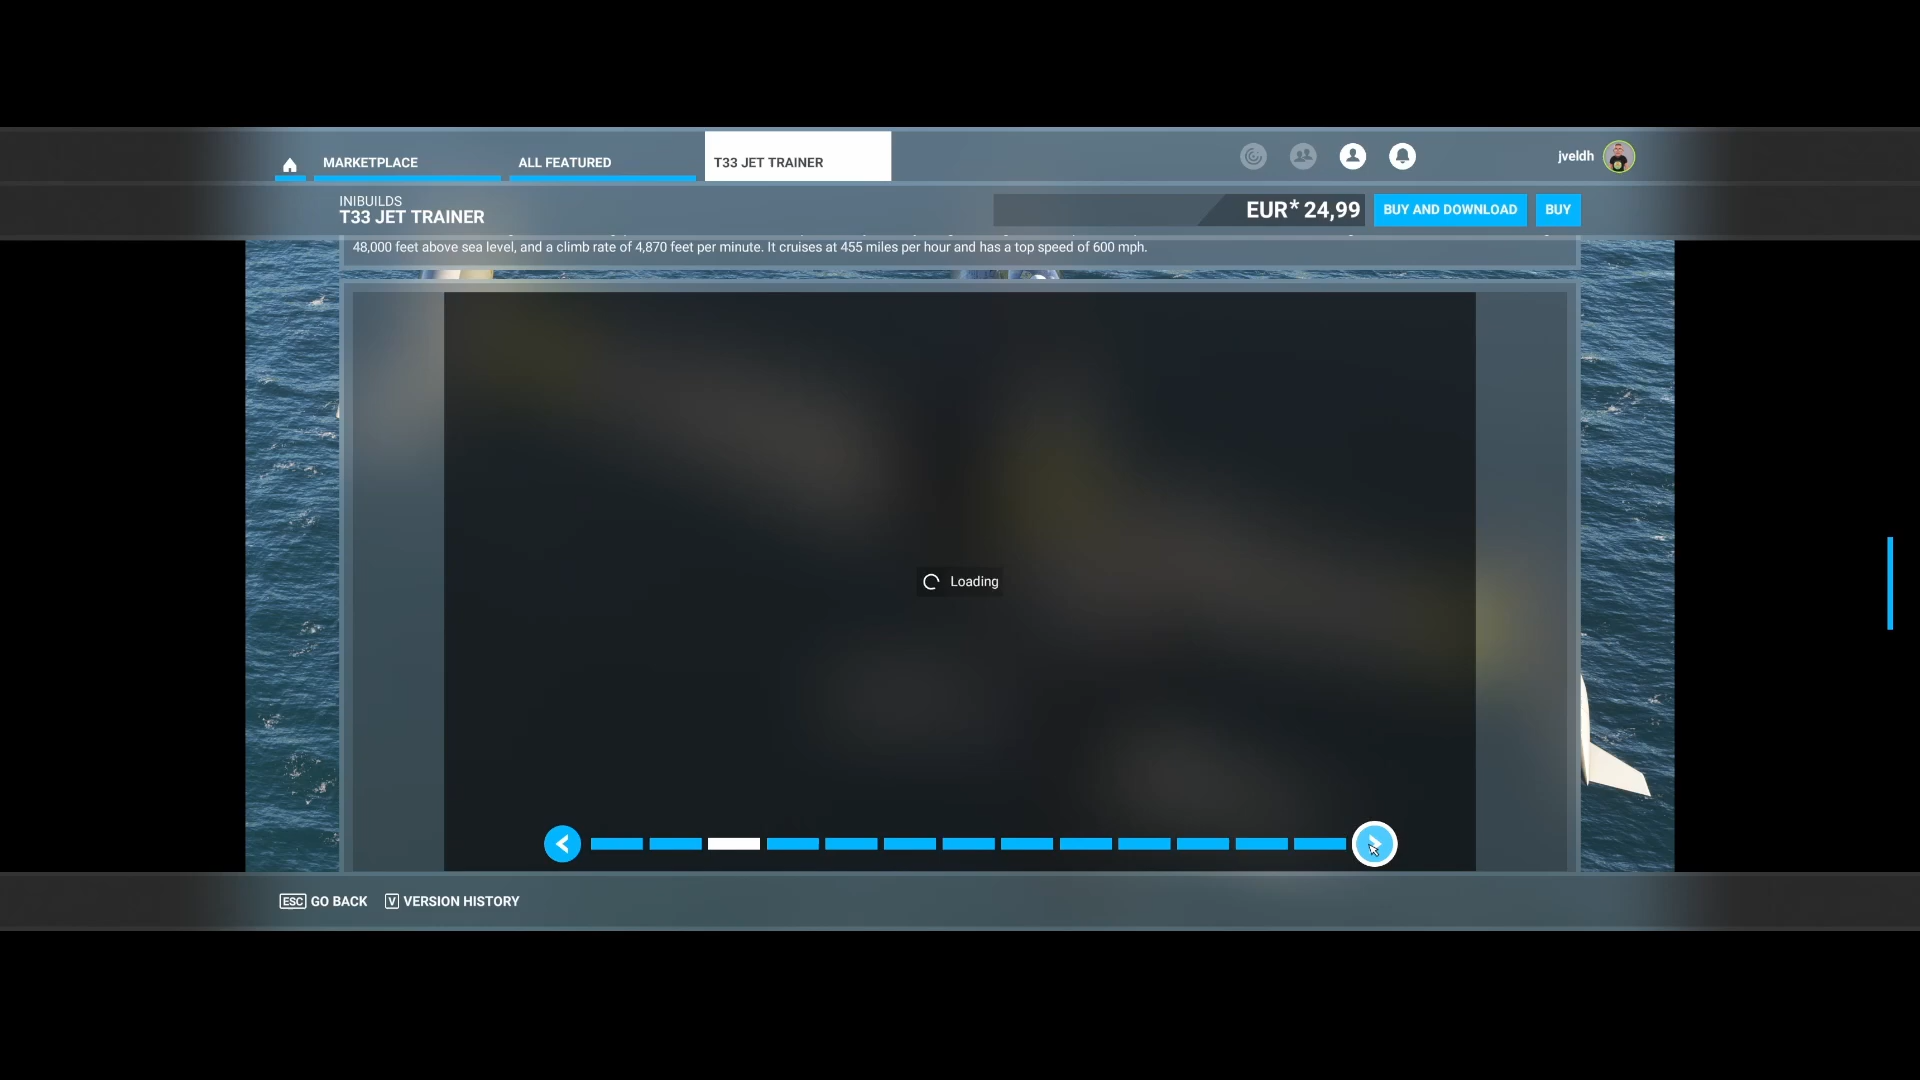 MARKETPLACE
ALL FEATURED
T33 JET TRAINER
jveldh
INIBUILDS
T33 JET TRAINER
EUR* 24,99
BUY AND DOWNLOAD
BUY
48,000 feet above sea level, and a climb rate of 4,870 feet per minute. It cruises at 455 miles per hour and has a top speed of 600 mph.
Loading
ESC GO BACK
V VERSION HISTORY